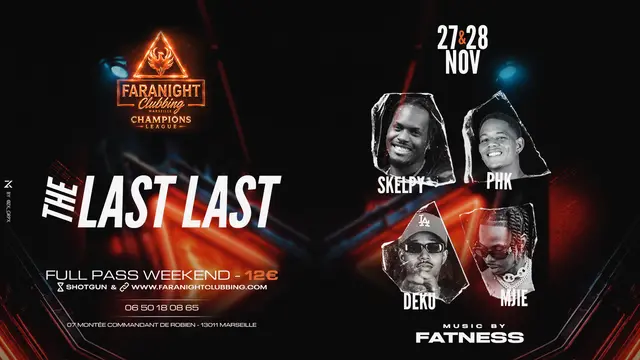 FARANIGHT
Clubbing
MARSEILLE
CHAMPIONS
LEAGUE
THE LAST LAST
FULL PASS WEEKEND - 12€
SHOTGUN & WWW.FARANIGHTCLUBBING.COM
06 50 18 08 65
07 MONTÉE COMMANDANT DE ROBIEN - 13011 MARSEILLE
27&28
NOV
SKELPY
PHK
LA
DEKO
MJIE
MUSIC BY
FATNESS